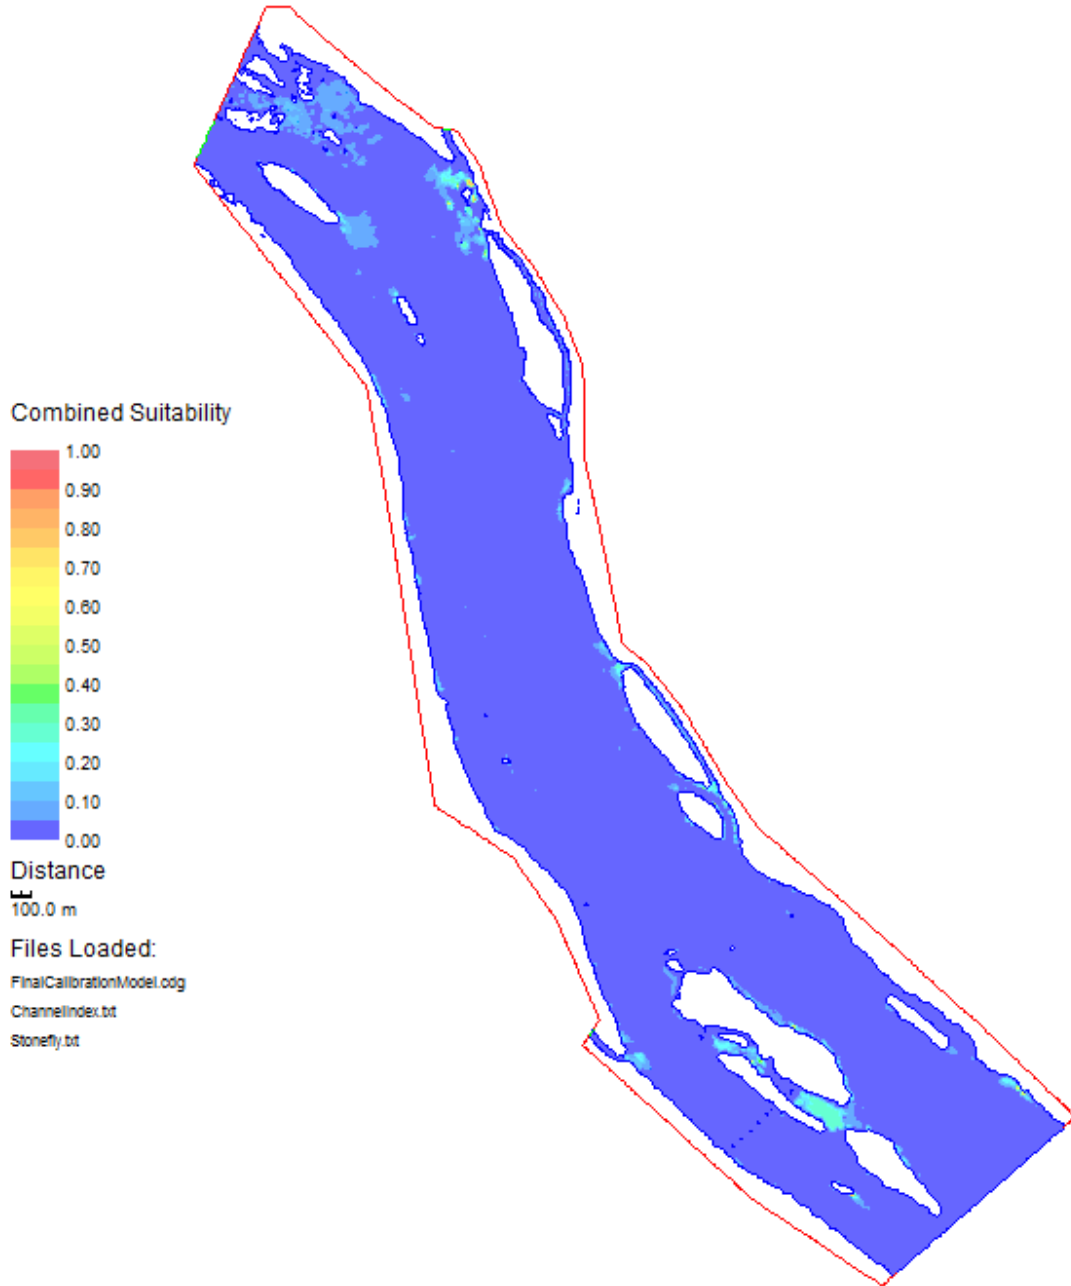 Combined Suitability
1.00
0.90
0.80
0.70
0.60
0.50
0.40
0.30
0.20
0.10
0.00
Distance
100.0 m
Files Loaded:
FinalCalibrationModel.cdg
ChannelIndex.txt
Stonefly.txt